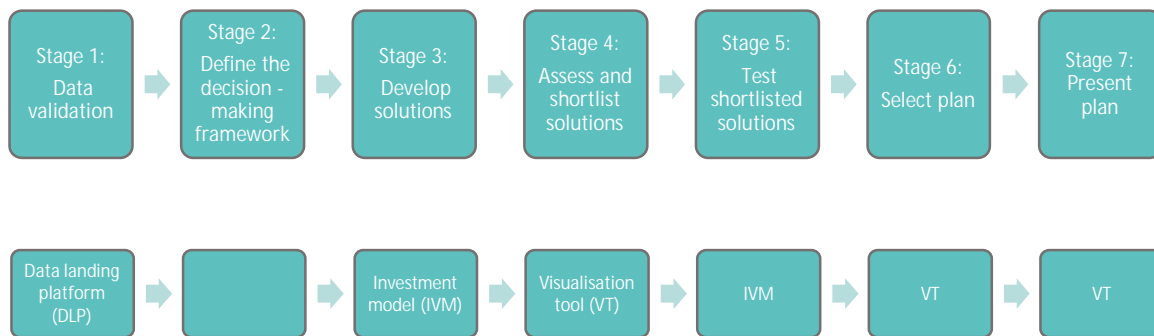 Stage 1:
Data
validation
Stage 2:
Define the
decision -
making
framework
Stage 3:
Develop
solutions
Stage 4:
Assess and
shortlist
solutions
Stage 5:
Test
shortlisted
solutions
Stage 6:
Select plan
Stage 7:
Present
plan
Data landing
platform
(DLP)
Investment
model (IVM)
Visualisation
tool (VT)
IVM
VT
VT